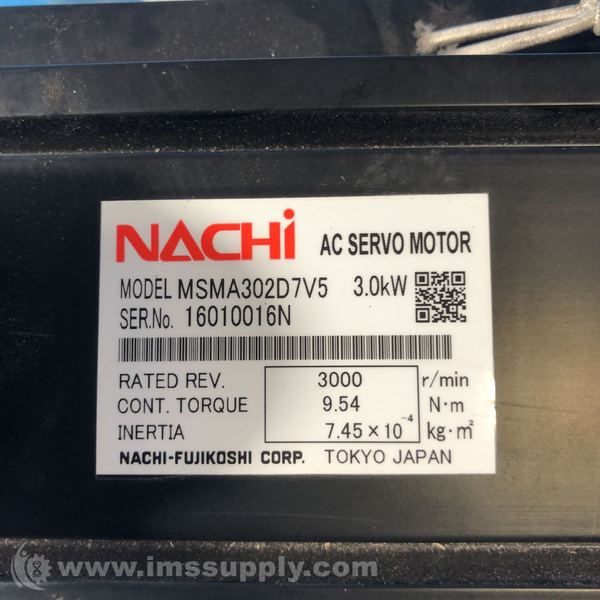 NACHi AC SERVO MOTOR
MODEL MSMA302D7V5 3.0kW
SER.No. 16010016N
RATED REV. 3000 r/min
CONT. TORQUE 9.54 N·m
INERTIA 7.45×10⁻⁴ kg·m²
NACHI-FUJIKOSHI CORP. TOKYO JAPAN
www.imssupply.com